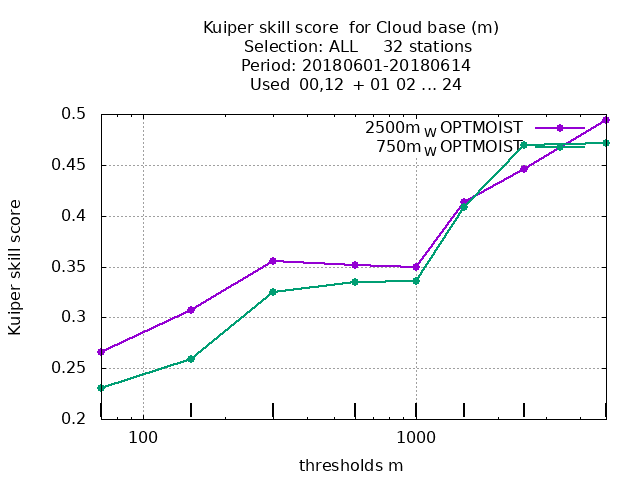 Kuiper skill score for Cloud base (m)
Selection: ALL 32 stations
Period: 20180601-20180614
Used 00,12 + 01 02 ... 24
2500m W OPTMOIST
750m W OPTMOIST
0.5
0.45
0.4
0.35
0.3
0.25
0.2
Kuiper skill score
100
1000
thresholds m